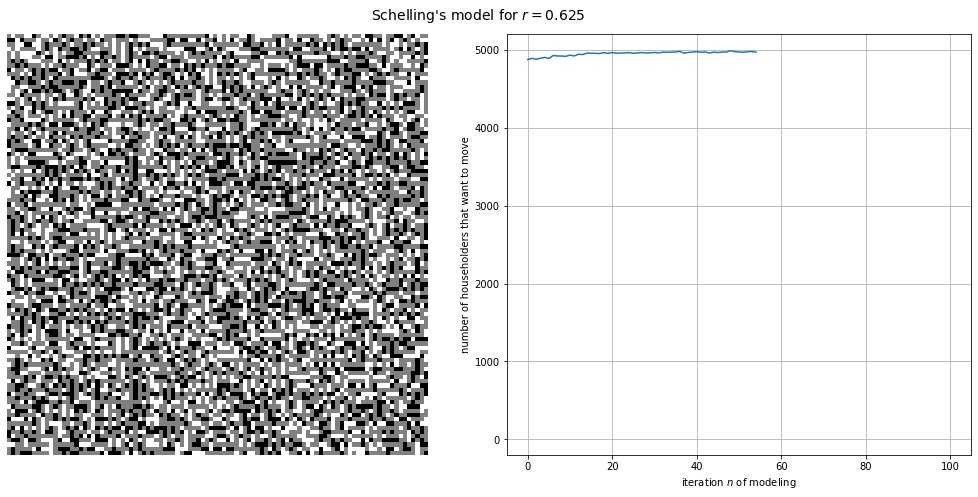 Schelling's model for r = 0.625
number of householders that want to move
5000
4000
3000
2000
1000
0
0 20 40 60 80 100
iteration n of modeling